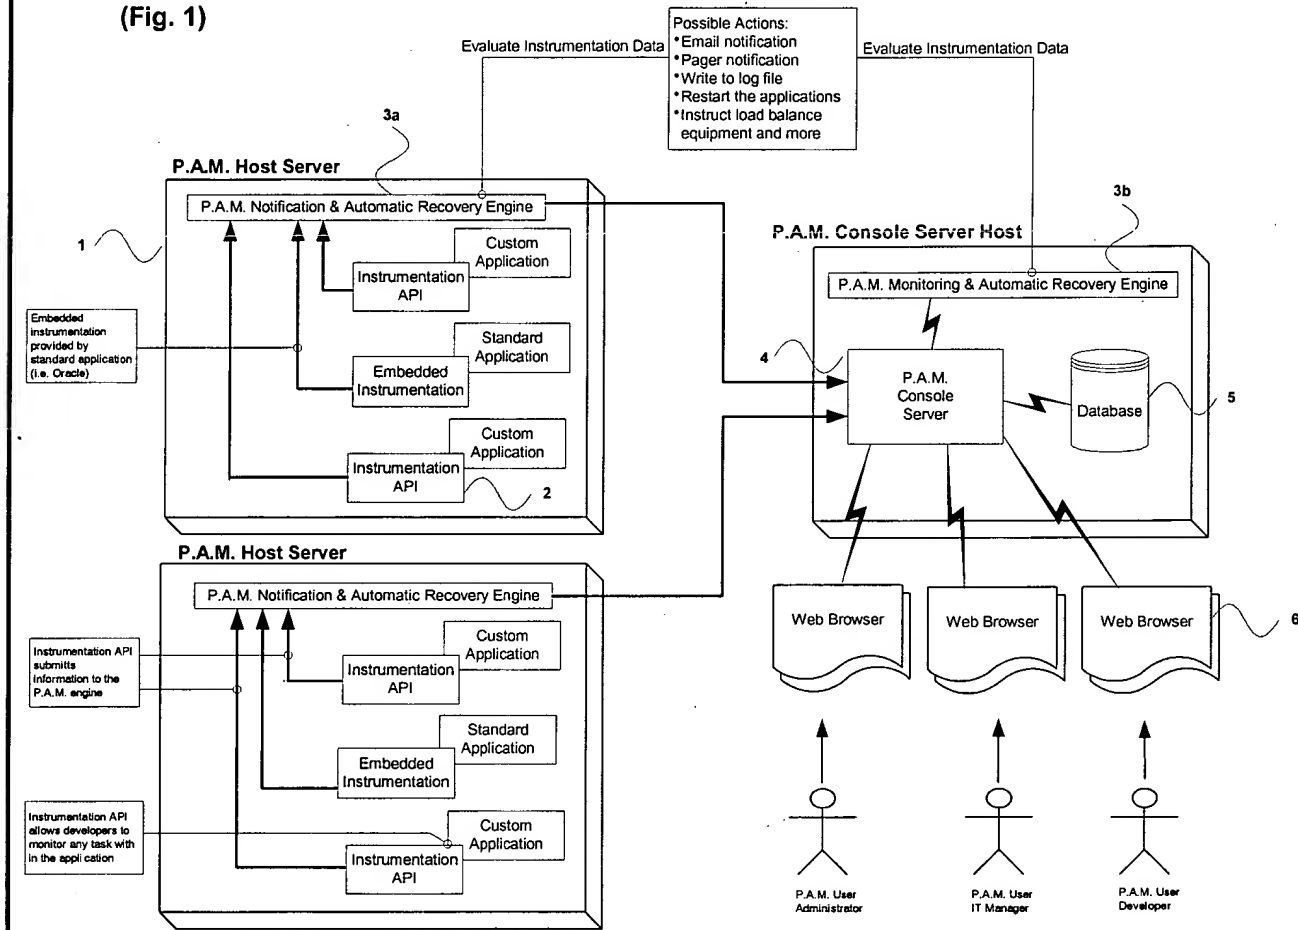 (Fig. 1)
Possible Actions:
•Email notification
•Pager notification
•Write to log file
•Restart the applications
•Instruct load balance
equipment and more
Evaluate Instrumentation Data
Evaluate Instrumentation Data
3a
P.A.M. Host Server
P.A.M. Notification & Automatic Recovery Engine
1
Custom
Application
Instrumentation
API
Embedded
instrumentation
provided by
standard application
(i.e. Oracle)
Standard
Application
Embedded
Instrumentation
Custom
Application
Instrumentation
API
2
3b
P.A.M. Console Server Host
P.A.M. Monitoring & Automatic Recovery Engine
4
P.A.M.
Console
Server
Database
5
P.A.M. Host Server
P.A.M. Notification & Automatic Recovery Engine
Custom
Application
Instrumentation
API
Instrumentation API
submitts
information to the
P.A.M. engine
Standard
Application
Embedded
Instrumentation
Instrumentation API
allows developers to
monitor any task with
in the application
Custom
Application
Instrumentation
API
Web Browser
Web Browser
Web Browser
6
P.A.M. User
Administrator
P.A.M. User
IT Manager
P.A.M. User
Developer